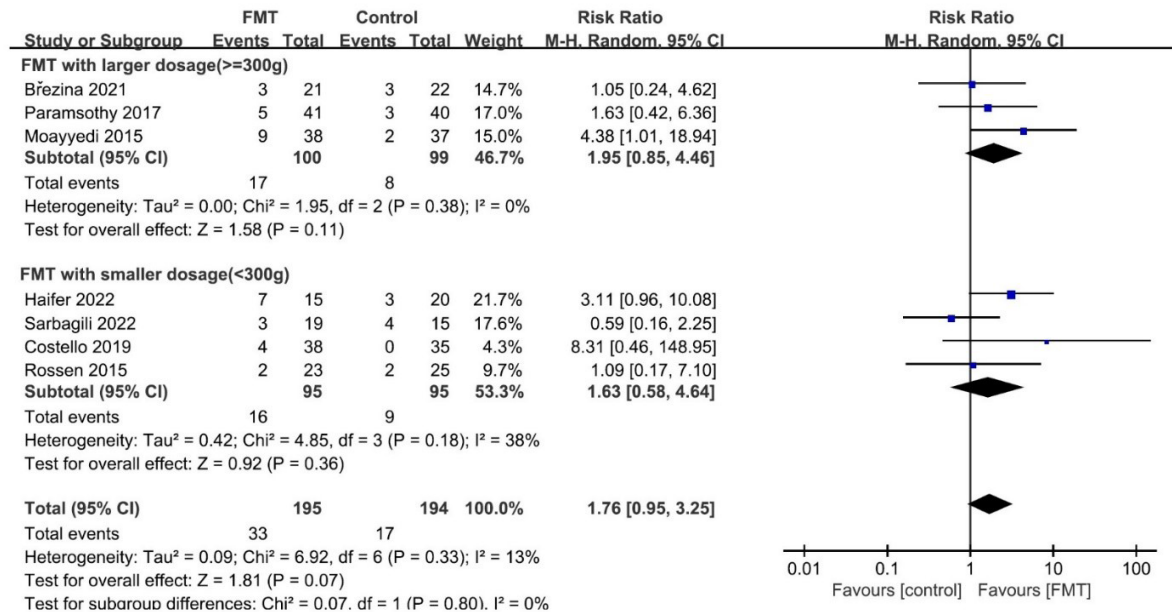 FMT Control Risk Ratio Risk Ratio
Study or Subgroup Events Total Events Total Weight M-H. Random. 95% CI M-H. Random. 95% CI
FMT with larger dosage(>=300g)
Březina 2021 3 21 3 22 14.7% 1.05 [0.24, 4.62]
Paramsothy 2017 5 41 3 40 17.0% 1.63 [0.42, 6.36]
Moayyedi 2015 9 38 2 37 15.0% 4.38 [1.01, 18.94]
Subtotal (95% CI) 100 99 46.7% 1.95 [0.85, 4.46]
Total events 17 8
Heterogeneity: Tau² = 0.00; Chi² = 1.95, df = 2 (P = 0.38); I² = 0%
Test for overall effect: Z = 1.58 (P = 0.11)
FMT with smaller dosage(<300g)
Haifer 2022 7 15 3 20 21.7% 3.11 [0.96, 10.08]
Sarbagili 2022 3 19 4 15 17.6% 0.59 [0.16, 2.25]
Costello 2019 4 38 0 35 4.3% 8.31 [0.46, 148.95]
Rossen 2015 2 23 2 25 9.7% 1.09 [0.17, 7.10]
Subtotal (95% CI) 95 95 53.3% 1.63 [0.58, 4.64]
Total events 16 9
Heterogeneity: Tau² = 0.42; Chi² = 4.85, df = 3 (P = 0.18); I² = 38%
Test for overall effect: Z = 0.92 (P = 0.36)
Total (95% CI) 195 194 100.0% 1.76 [0.95, 3.25]
Total events 33 17
Heterogeneity: Tau² = 0.09; Chi² = 6.92, df = 6 (P = 0.33); I² = 13%
Test for overall effect: Z = 1.81 (P = 0.07)
Test for subgroup differences: Chi² = 0.07, df = 1 (P = 0.80), I² = 0%
0.01 0.1 1 10 100
Favours [control] Favours [FMT]